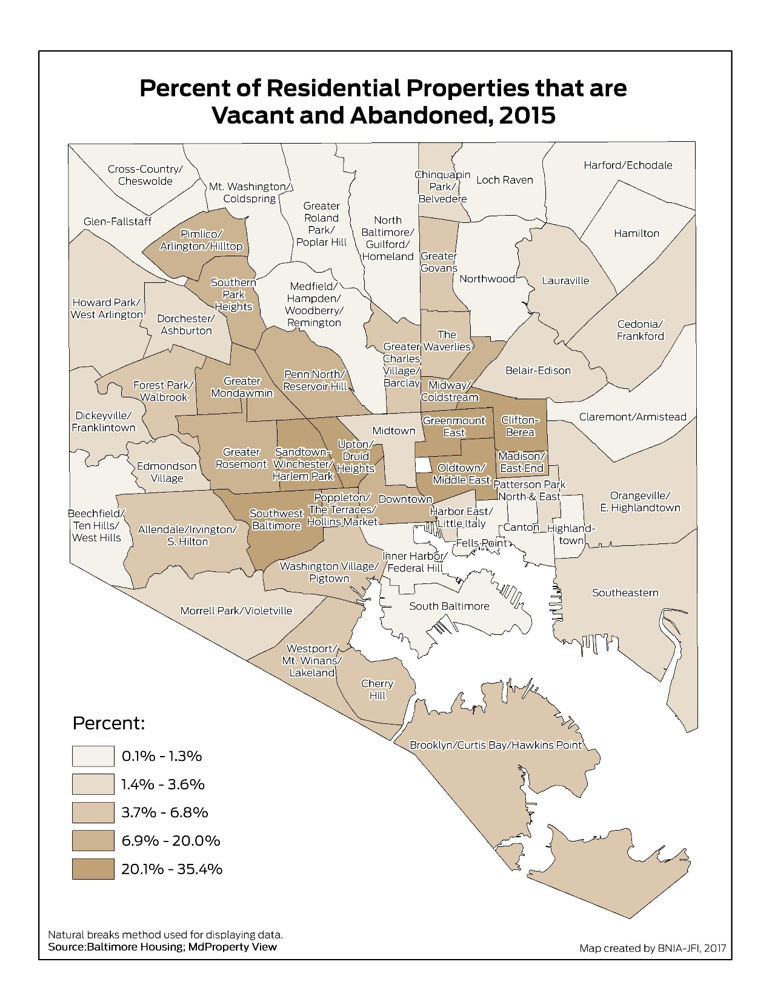 Percent of Residential Properties that are
Vacant and Abandoned, 2015
Cross-Country/
Cheswolde
Mt. Washington/
Coldspring
Greater
Roland
Park/
Poplar Hill
North
Baltimore/
Guilford/
Homeland
Chinquapin
Park/
Belvedere
Loch Raven
Harford/Echodale
Glen-Fallstaff
Pimlico/
Arlington/Hilltop
Hamilton
Greater
Govans
Northwood
Lauraville
Southern
Park
Heights
Medfield/
Hampden/
Woodberry/
Remington
Howard Park/
West Arlington
Dorchester/
Ashburton
Cedonia/
Frankford
The
Waverlies
Greater
Charles
Village/
Barclay
Belair-Edison
Penn North/
Reservoir Hill
Greater
Mondawmin
Forest Park/
Walbrook
Midway/
Coldstream
Dickeyville/
Franklintown
Claremont/Armistead
Midtown
Greenmount
East
Clifton-
Berea
Edmondson
Village
Greater
Rosemont
Sandtown-
Winchester/
Harlem Park
Upton/
Druid
Heights
Oldtown/
Middle East
Madison/
East End
Patterson Park
North & East
Orangeville/
E. Highlandtown
Beechfield/
Ten Hills/
West Hills
Allendale/Irvington/
S. Hilton
Southwest
Baltimore
Poppleton/
The Terraces/
Hollins Market
Downtown
Harbor East/
Little Italy
Canton
Highland-
town
Fells Point
Washington Village/
Pigtown
Inner Harbor/
Federal Hill
Southeastern
Morrell Park/Violetville
South Baltimore
Westport/
Mt. Winans/
Lakeland
Cherry
Hill
Brooklyn/Curtis Bay/Hawkins Point
Percent:
0.1% - 1.3%
1.4% - 3.6%
3.7% - 6.8%
6.9% - 20.0%
20.1% - 35.4%
Natural breaks method used for displaying data.
Source:Baltimore Housing; MdProperty View
Map created by BNIA-JFI, 2017